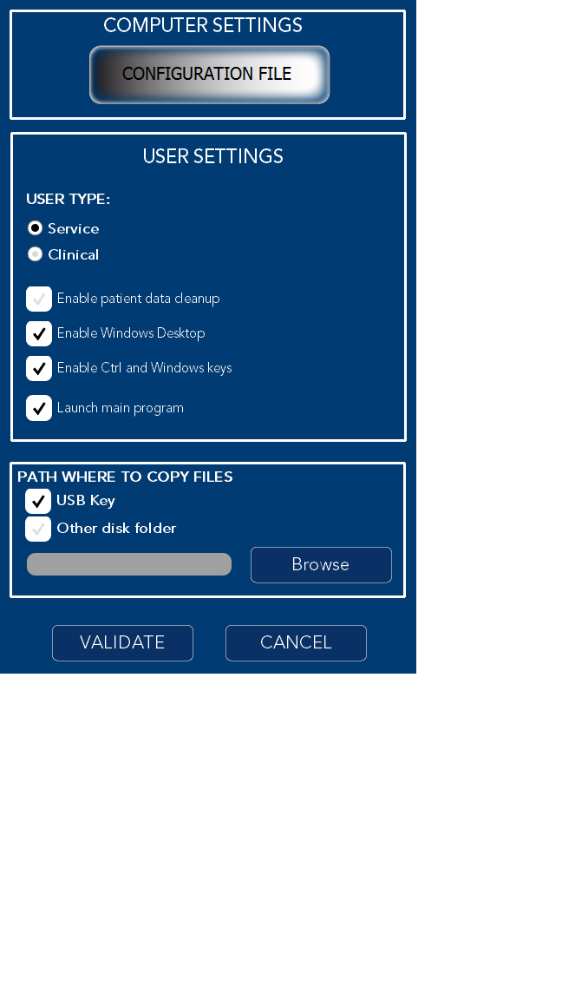 COMPUTER SETTINGS
CONFIGURATION FILE
USER SETTINGS
USER TYPE:
Service
Clinical
Enable patient data cleanup
Enable Windows Desktop
Enable Ctrl and Windows keys
Launch main program
PATH WHERE TO COPY FILES
USB Key
Other disk folder
Browse
VALIDATE
CANCEL